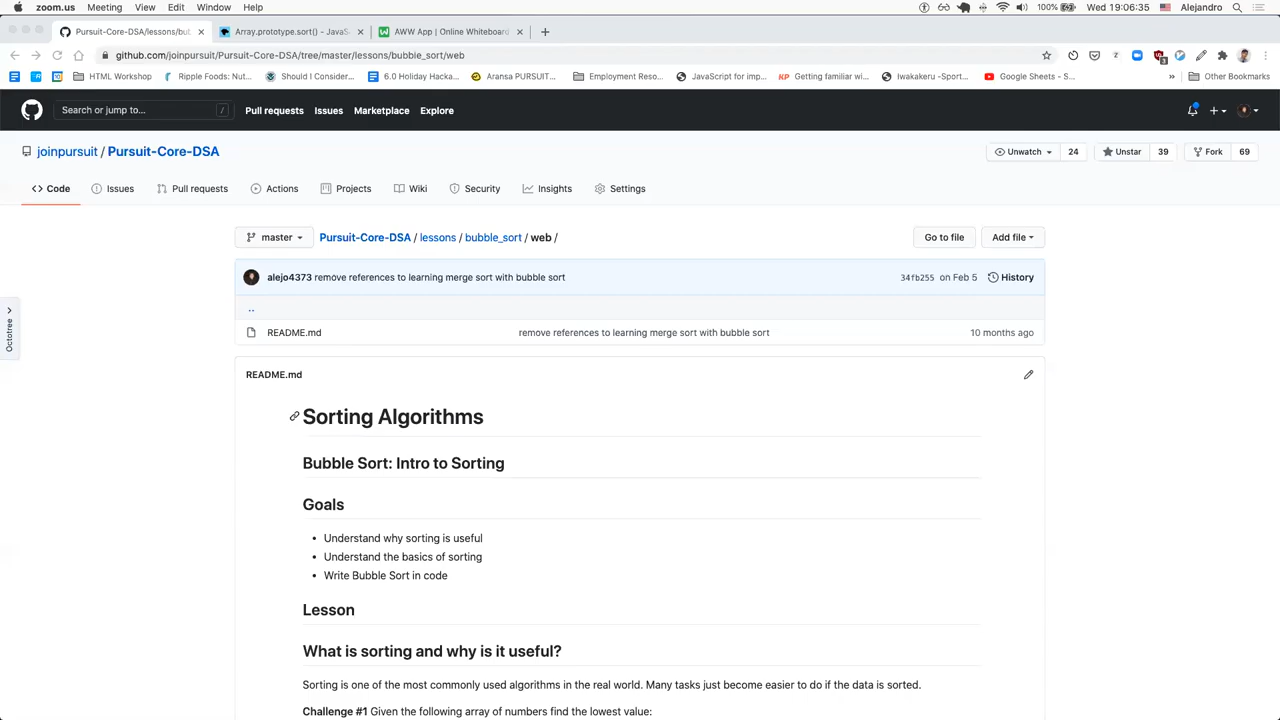 zoom.us Meeting View Edit Window Help 100% Wed 19:06:35 Alejandro
Pursuit-Core-DSA/lessons/bub Array.prototype.sort() - JavaS AWW App | Online Whiteboard
github.com/joinpursuit/Pursuit-Core-DSA/tree/master/lessons/bubble_sort/web
HTML Workshop Ripple Foods: Nut... Should I Consider... 6.0 Holiday Hacka... Aransa PURSUIT... Employment Reso... JavaScript for imp... Getting familiar wi... Iwakakeru -Sport... Google Sheets - S... » Other Bookmarks
Search or jump to... / Pull requests Issues Marketplace Explore
joinpursuit / Pursuit-Core-DSA Unwatch 24 Unstar 39 Fork 69
Code Issues Pull requests Actions Projects Wiki Security Insights Settings
master Pursuit-Core-DSA / lessons / bubble_sort / web / Go to file Add file
alejo4373 remove references to learning merge sort with bubble sort 34fb255 on Feb 5 History
..
README.md remove references to learning merge sort with bubble sort 10 months ago
Octotree
README.md
Sorting Algorithms
Bubble Sort: Intro to Sorting
Goals
• Understand why sorting is useful
• Understand the basics of sorting
• Write Bubble Sort in code
Lesson
What is sorting and why is it useful?
Sorting is one of the most commonly used algorithms in the real world. Many tasks just become easier to do if the data is sorted.
Challenge #1 Given the following array of numbers find the lowest value: